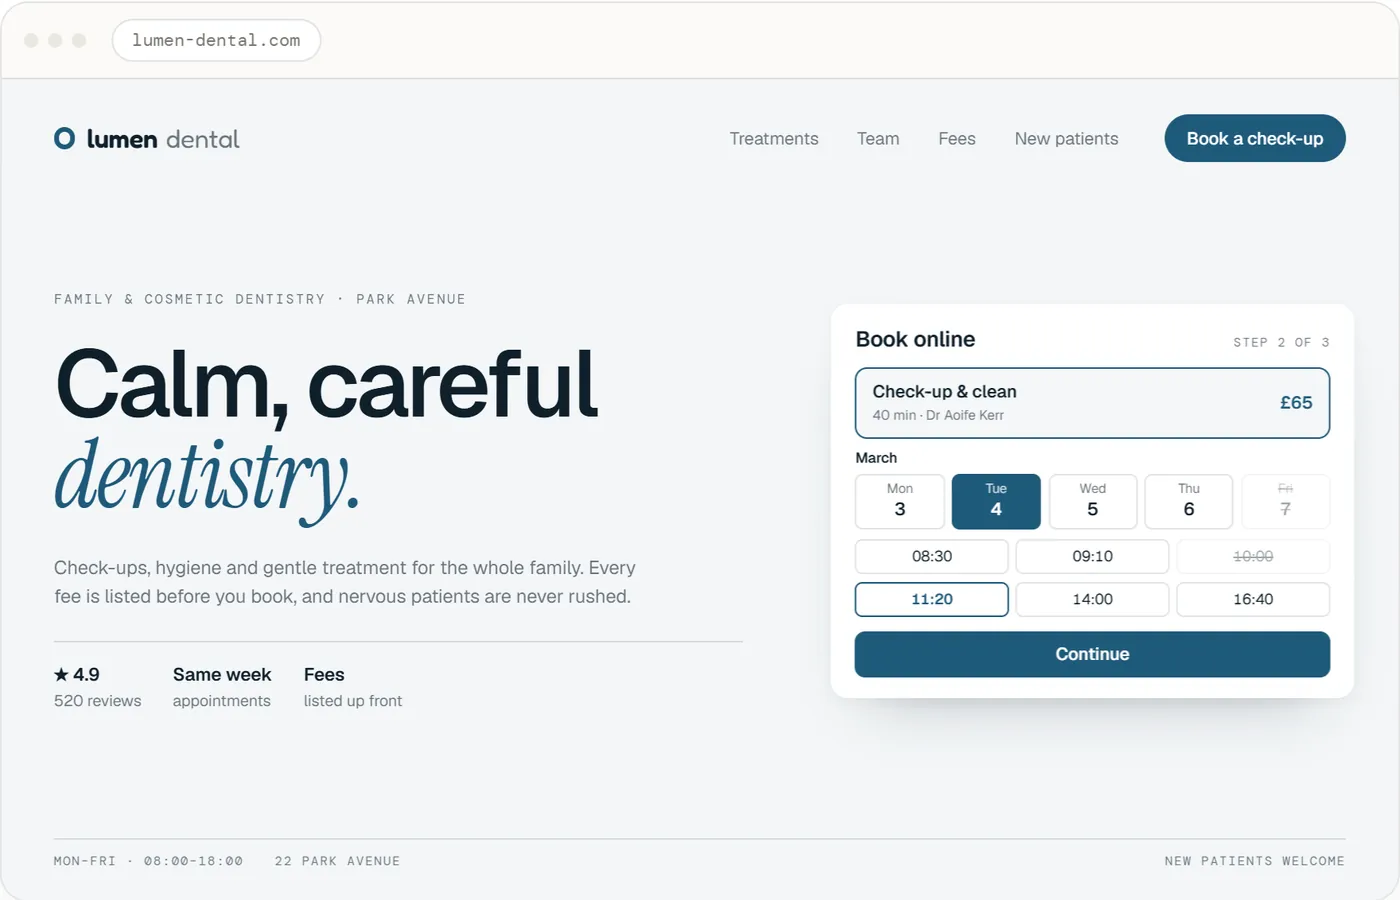 lumen-dental.com
lumen dental
Treatments
Team
Fees
New patients
Book a check-up
FAMILY & COSMETIC DENTISTRY · PARK AVENUE
Calm, careful
dentistry.
Check-ups, hygiene and gentle treatment for the whole family. Every
fee is listed before you book, and nervous patients are never rushed.
★ 4.9
520 reviews
Same week
appointments
Fees
listed up front
Book online
STEP 2 OF 3
Check-up & clean
40 min · Dr Aoife Kerr
£65
March
Mon
3
Tue
4
Wed
5
Thu
6
Fri
7
08:30
09:10
10:00
11:20
14:00
16:40
Continue
MON–FRI · 08:00–18:00
22 PARK AVENUE
NEW PATIENTS WELCOME